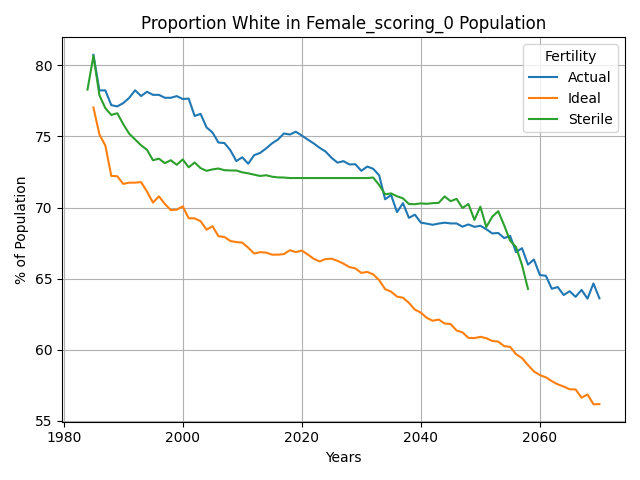 Proportion White in Female_scoring_0 Population
Fertility
Actual
Ideal
Sterile
% of Population
80
75
70
65
60
55
1980
2000
2020
2040
2060
Years